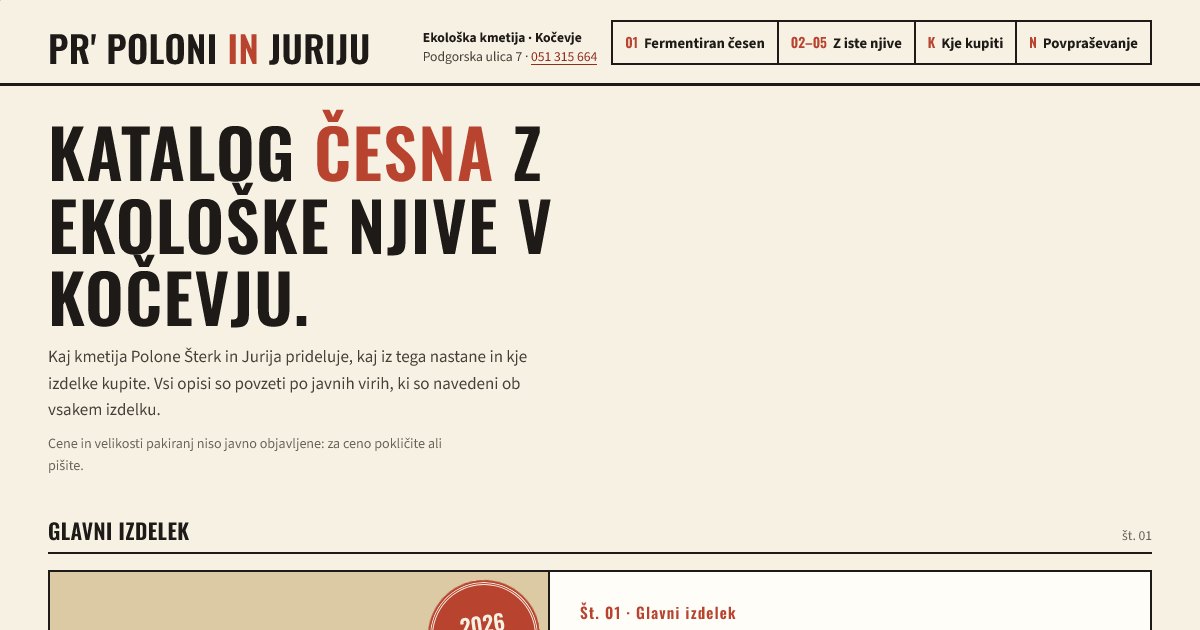 PR' POLONI IN JURIJU
Ekološka kmetija · Kočevje
Podgorska ulica 7 · 051 315 664
01 Fermentiran česen
02–05 Z iste njive
K Kje kupiti
N Povpraševanje
KATALOG ČESNA Z
EKOLOŠKE NJIVE V
KOČEVJU.
Kaj kmetija Polone Šterk in Jurija prideluje, kaj iz tega nastane in kje
izdelke kupite. Vsi opisi so povzeti po javnih virih, ki so navedeni ob
vsakem izdelku.
Cene in velikosti pakiranj niso javno objavljene: za ceno pokličite ali
pišite.
GLAVNI IZDELEK
št. 01
2026
Št. 01 · Glavni izdelek